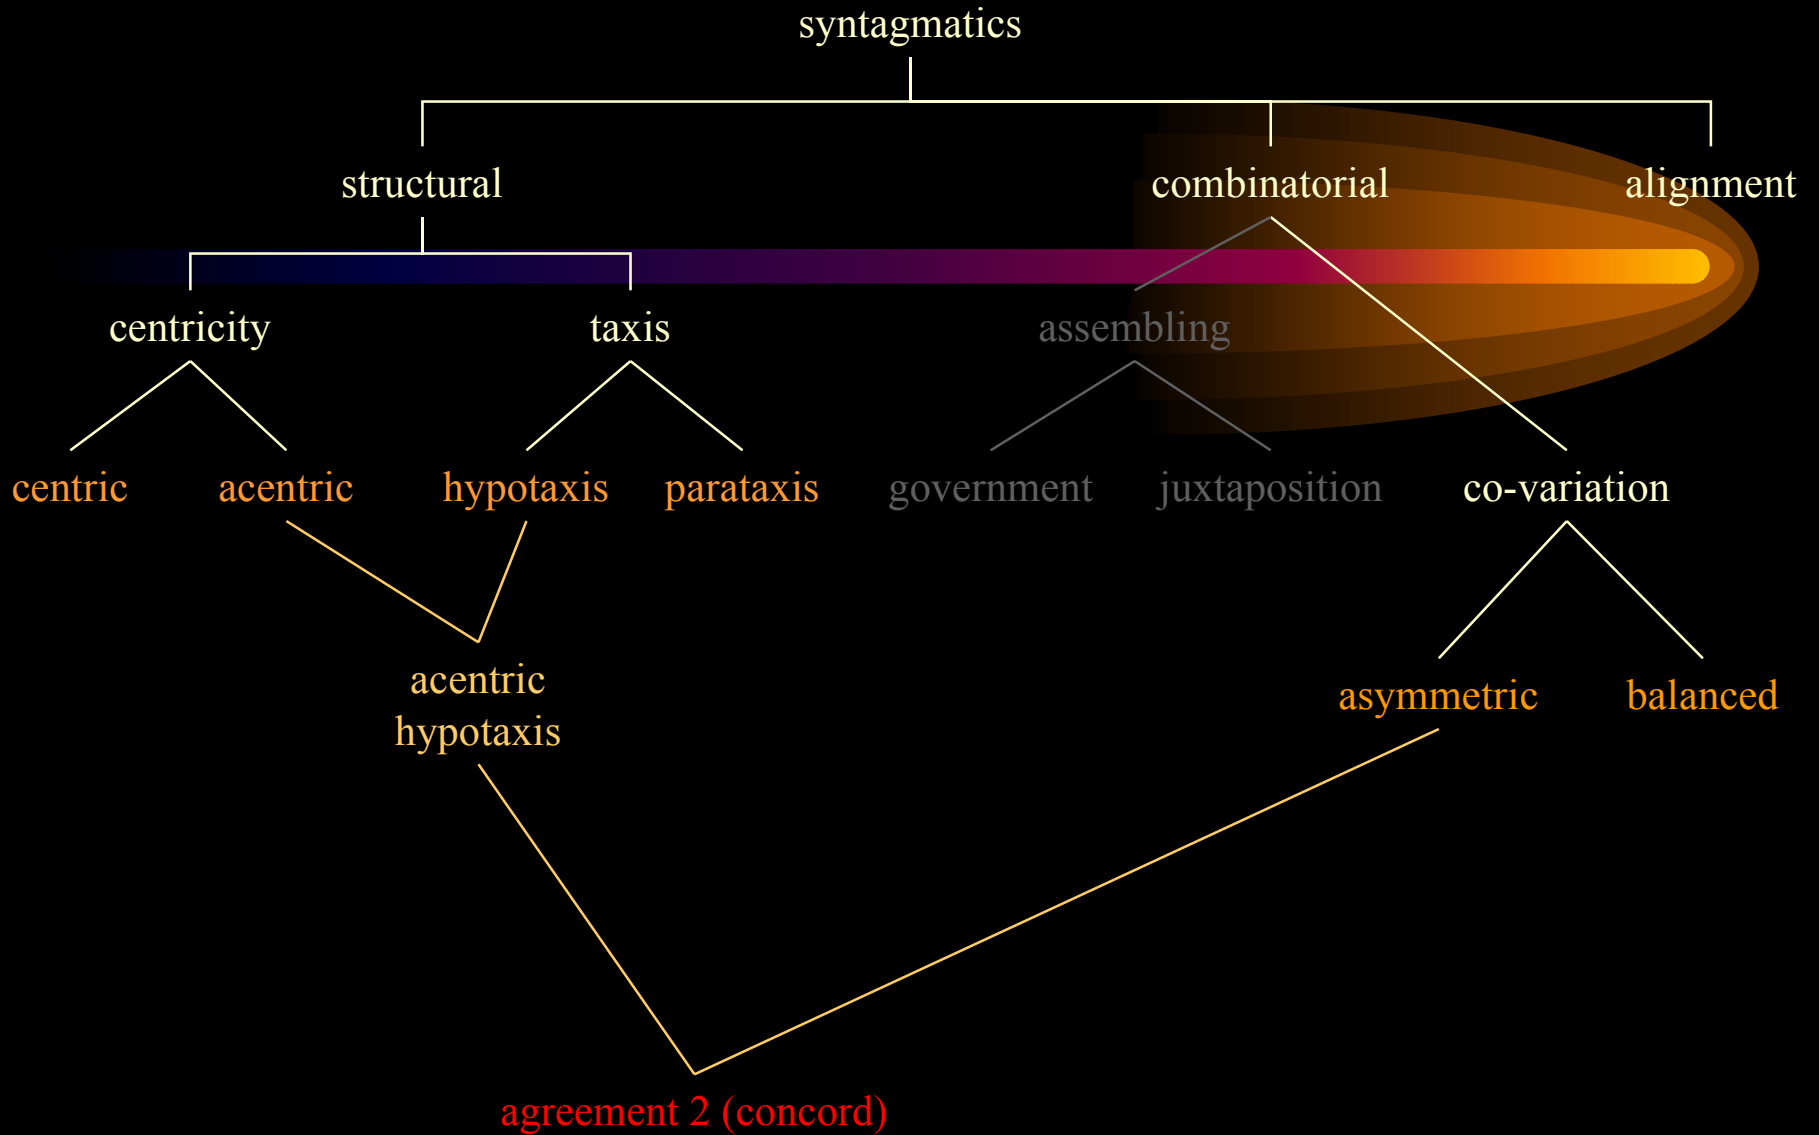 syntagmatics
structural
combinatorial
alignment
centricity
taxis
assembling
centric
acentric
hypotaxis
parataxis
government
juxtaposition
co-variation
acentric
hypotaxis
asymmetric
balanced
agreement 2 (concord)